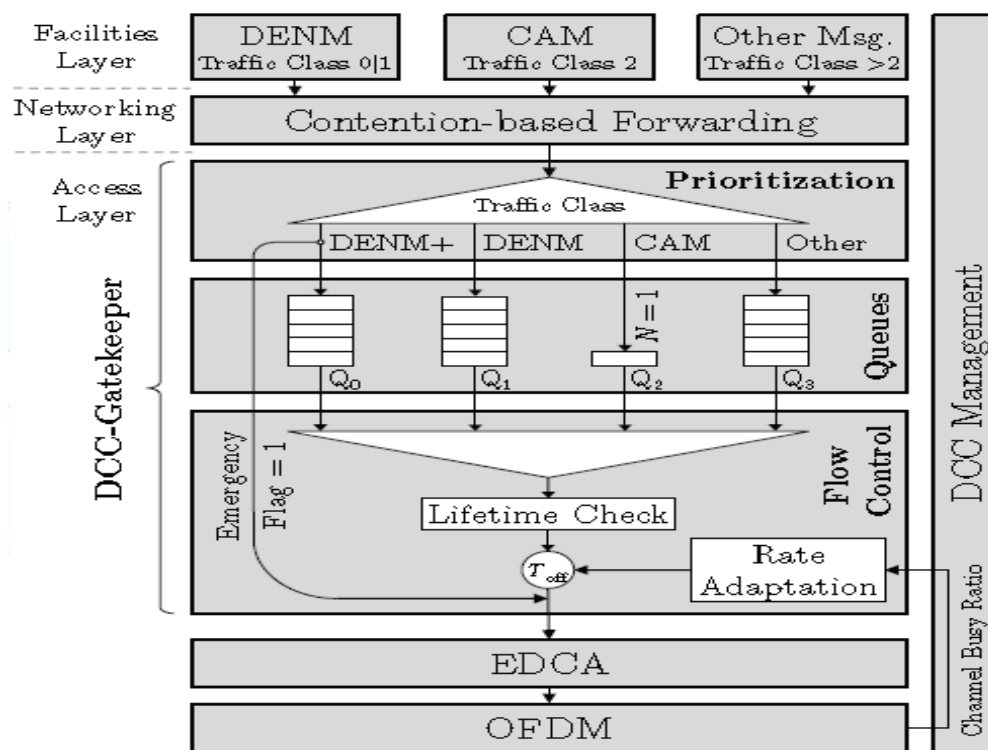 Facilities
Layer
DENM
Traffic Class 0|1
CAM
Traffic Class 2
Other Msg.
Traffic Class >2
Networking
Layer
Contention-based Forwarding
Access
Layer
Prioritization
Traffic Class
DENM+
DENM
CAM
Other
N = 1
Queues
Q0
Q1
Q2
Q3
DCC-Gatekeeper
Emergency
Flag = 1
Flow
Control
Lifetime Check
Toff
Rate
Adaptation
EDCA
OFDM
DCC Management
Channel Busy Ratio